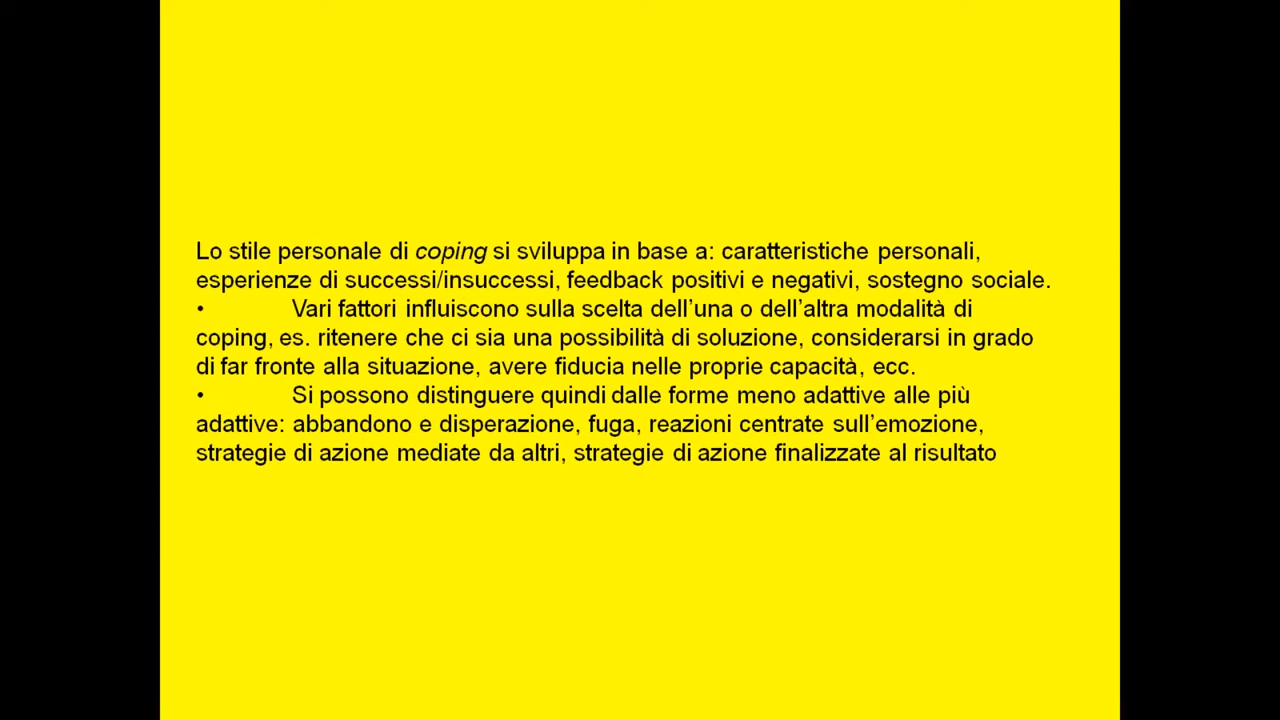 Lo stile personale di coping si sviluppa in base a: caratteristiche personali,
esperienze di successi/insuccessi, feedback positivi e negativi, sostegno sociale.
• Vari fattori influiscono sulla scelta dell’una o dell’altra modalità di
coping, es. ritenere che ci sia una possibilità di soluzione, considerarsi in grado
di far fronte alla situazione, avere fiducia nelle proprie capacità, ecc.
• Si possono distinguere quindi dalle forme meno adattive alle più
adattive: abbandono e disperazione, fuga, reazioni centrate sull’emozione,
strategie di azione mediate da altri, strategie di azione finalizzate al risultato